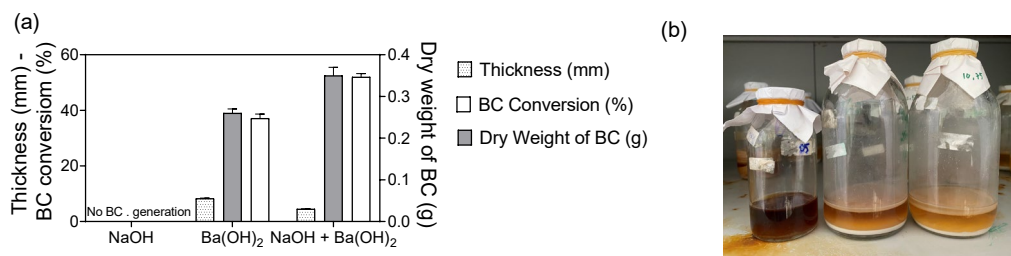 (a)
Thickness (mm) -
BC conversiom (%)
60
40
20
0
No BC . generation
NaOH
Ba(OH)2
NaOH + Ba(OH)2
0.4
0.3
0.2
0.1
0.0
Dry weight of BC (g)
Thickness (mm)
BC Conversion (%)
Dry Weight of BC (g)
(b)
10,75